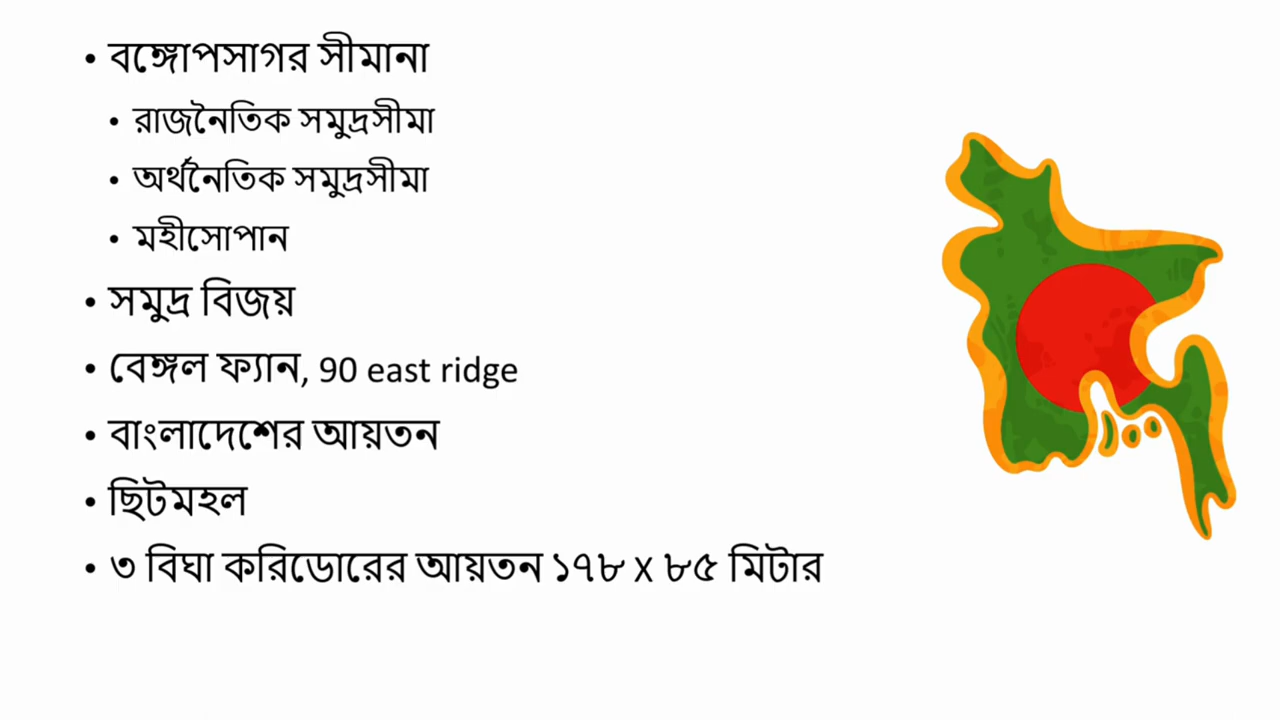 • বঙ্গোপসাগর সীমানা
• রাজনৈতিক সমুদ্রসীমা
• অর্থনৈতিক সমুদ্রসীমা
• মহীসোপান
• সমুদ্র বিজয়
• বেঙ্গল ফ্যান, 90 east ridge
• বাংলাদেশের আয়তন
• ছিটমহল
• ৩ বিঘা করিডোরের আয়তন ১৭৮ x ৮৫ মিটার